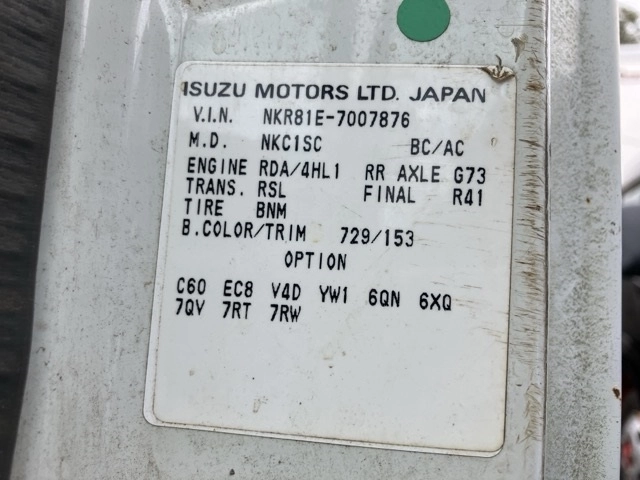 ISUZU MOTORS LTD. JAPAN
V.I.N. NKR81E-7007876
M.D. NKC1SC BC/AC
ENGINE RDA/4HL1 RR AXLE G73
TRANS. RSL FINAL R41
TIRE BNM
B.COLOR/TRIM 729/153
OPTION
C60 EC8 V4D YW1 6QN 6XQ
7QV 7RT 7RW